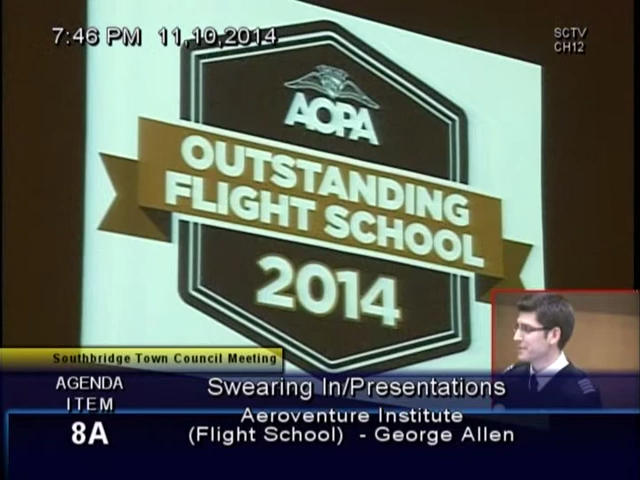 7:46 PM 11,10,2014
SCTV
CH12
AOPA
OUTSTANDING
FLIGHT SCHOOL
2014
Southbridge Town Council Meeting
AGENDA
ITEM
8A
Swearing In/Presentations
Aeroventure Institute
(Flight School) - George Allen